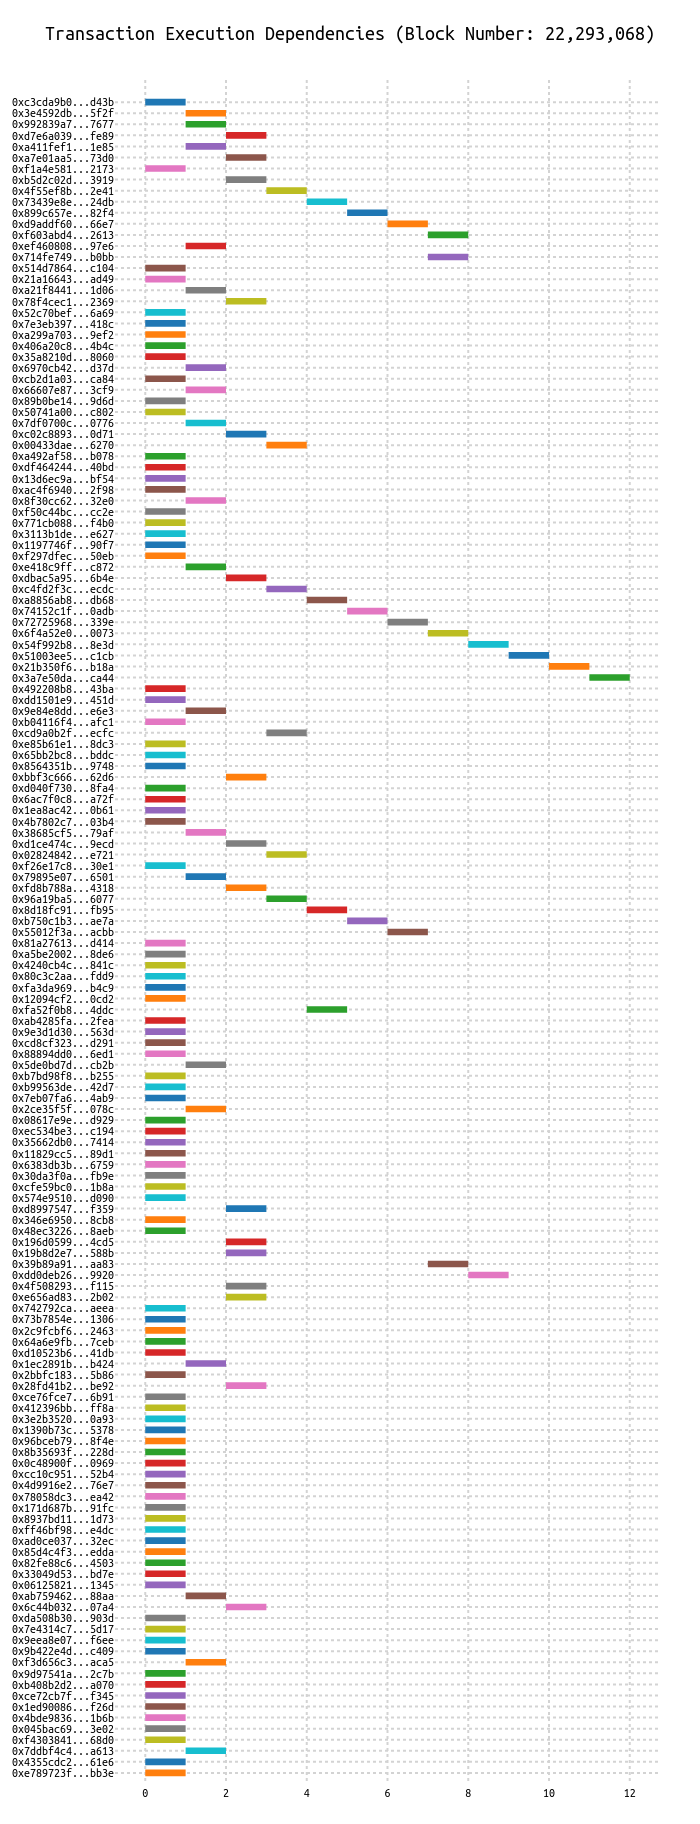 Transaction Execution Dependencies (Block Number: 22,293,068)
0xc3cda9b0...d43b
0x3e4592db...5f2f
0x992839a7...7677
0xd7e6a039...fe89
0xa411fef1...1e85
0xa7e01aa5...73d0
0xf1a4e581...2173
0xb5d2c02d...3919
0x4f55ef8b...2e41
0x73439e8e...24db
0x899c657e...82f4
0xd9addf60...66e7
0xf603abd4...2613
0xef460808...97e6
0x714fe749...b0bb
0x514d7864...c104
0x21a16643...ad49
0xa21f8441...1d06
0x78f4cec1...2369
0x52c70bef...6a69
0x7e3eb397...418c
0xa299a703...9ef2
0x406a20c8...4b4c
0x35a8210d...8060
0x6970cb42...d37d
0xcb2d1a03...ca84
0x66607e87...3cf9
0x89b0be14...9d6d
0x50741a00...c802
0x7df0700c...0776
0xc02c8893...0d71
0x00433dae...6270
0xa492af58...b078
0xdf464244...40bd
0x13d6ec9a...bf54
0xac4f6940...2f98
0x8f30cc62...32e0
0xf50c44bc...cc2e
0x771cb088...f4b0
0x3113b1de...e627
0x1197746f...90f7
0xf297dfec...50eb
0xe418c9ff...c872
0xdbac5a95...6b4e
0xc4fd2f3c...ecdc
0xa8856ab8...db68
0x74152c1f...0adb
0x72725968...339e
0x6f4a52e0...0073
0x54f992b8...8e3d
0x51003ee5...c1cb
0x21b350f6...b18a
0x3a7e50da...ca44
0x492208b8...43ba
0xdd1501e9...451d
0x9e84e8dd...e6e3
0xb04116f4...afc1
0xcd9a0b2f...ecfc
0xe85b61e1...8dc3
0x65bb2bc8...bddc
0x8564351b...9748
0xbbf3c666...62d6
0xd040f730...8fa4
0x6ac7f0c8...a72f
0x1ea8ac42...0b61
0x4b7802c7...03b4
0x38685cf5...79af
0xd1ce474c...9ecd
0x02824842...e721
0xf26e17c8...30e1
0x79895e07...6501
0xfd8b788a...4318
0x96a19ba5...6077
0x8d18fc91...fb95
0xb750c1b3...ae7a
0x55012f3a...acbb
0x81a27613...d414
0xa5be2002...8de6
0x4240cb4c...841c
0x80c3c2aa...fdd9
0xfa3da969...b4c9
0x12094cf2...0cd2
0xfa52f0b8...4ddc
0xab4285fa...2fea
0x9e3d1d30...563d
0xcd8cf323...d291
0x88894dd0...6ed1
0x5de0bd7d...cb2b
0xb7bd98f8...b255
0xb99563de...42d7
0x7eb07fa6...4ab9
0x2ce35f5f...078c
0x08617e9e...d929
0xec534be3...c194
0x35662db0...7414
0x11829cc5...89d1
0x6383db3b...6759
0x30da3f0a...fb9e
0xcfe59bc0...1b8a
0x574e9510...d090
0xd8997547...f359
0x346e6950...8cb8
0x48ec3226...8aeb
0x196d0599...4cd5
0x19b8d2e7...588b
0x39b89a91...aa83
0xdd0deb26...9920
0x4f508293...f115
0xe656ad83...2b02
0x742792ca...aeea
0x73b7854e...1306
0x2c9fcbf6...2463
0x64a6e9fb...7ceb
0xd10523b6...41db
0x1ec2891b...b424
0x2bbfc183...5b86
0x28fd41b2...be92
0xce76fce7...6b91
0x412396bb...ff8a
0x3e2b3520...0a93
0x1390b73c...5378
0x96bceb79...8f4e
0x8b35693f...228d
0x0c48900f...0969
0xcc10c951...52b4
0x4d9916e2...76e7
0x78058dc3...ea42
0x171d687b...91fc
0x8937bd11...1d73
0xff46bf98...e4dc
0xad0ce037...32ec
0x85d4c4f3...edda
0x82fe88c6...4503
0x33049d53...bd7e
0x06125821...1345
0xab759462...88aa
0x6c44b032...07a4
0xda508b30...903d
0x7e4314c7...5d17
0x9eea8e07...f6ee
0x9b422e4d...c409
0xf3d656c3...aca5
0x9d97541a...2c7b
0xb408b2d2...a070
0xce72cb7f...f345
0x1ed90086...f26d
0x4bde9836...1b6b
0x045bac69...3e02
0xf4303841...68d0
0x7ddbf4c4...a613
0x4355cdc2...61e6
0xe789723f...bb3e
0 2 4 6 8 10 12